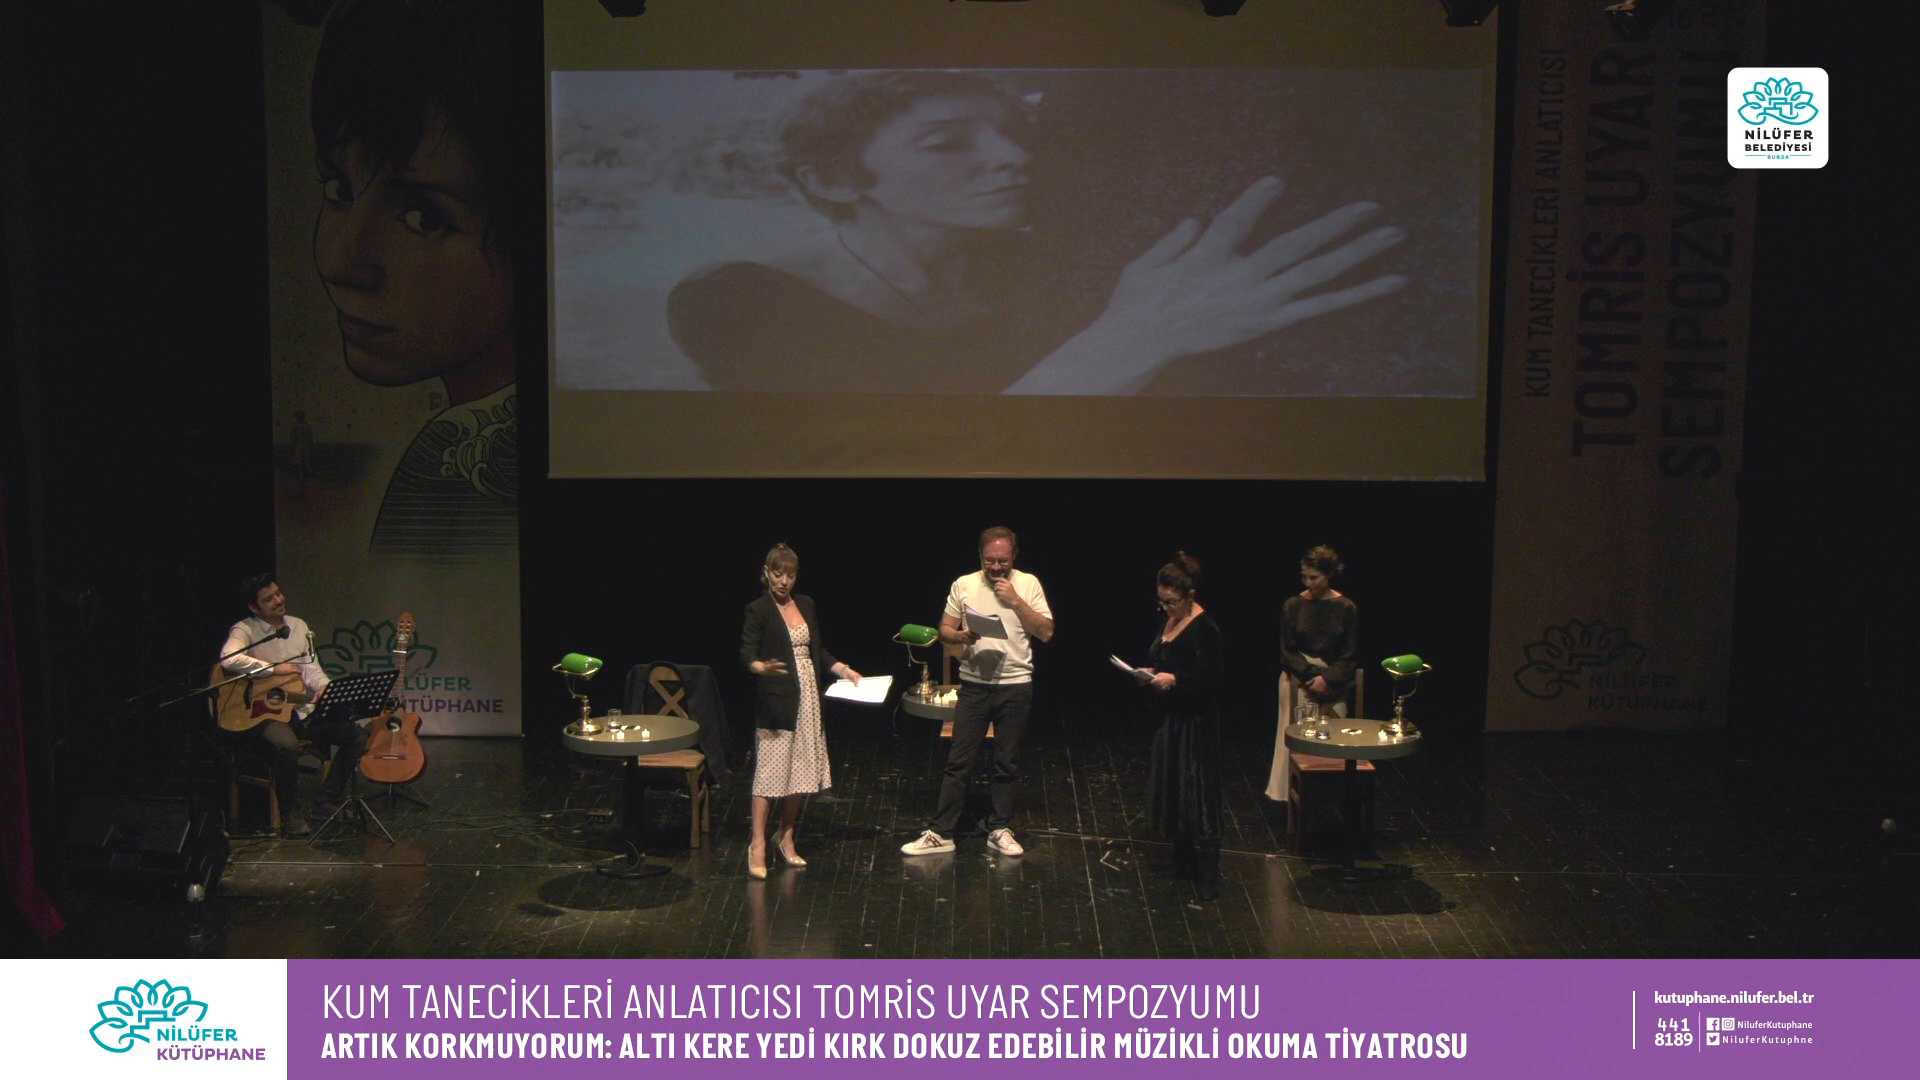 NİLÜFER
BELEDİYESİ
BURSA
KUM TANECİKLERİ ANLATICISI
TOMRİS UYAR
SEMPOZYUMU
LÜFER
KÜTÜPHANE
NİLÜFER
KÜTÜPHANE
NİLÜFER
KÜTÜPHANE
KUM TANECİKLERİ ANLATICISI TOMRİS UYAR SEMPOZYUMU
ARTIK KORKMUYORUM: ALTI KERE YEDİ KIRK DOKUZ EDEBİLİR MÜZİKLİ OKUMA TİYATROSU
kutuphane.nilufer.bel.tr
441
8189
NiluferKutuphane
NiluferKutuphne